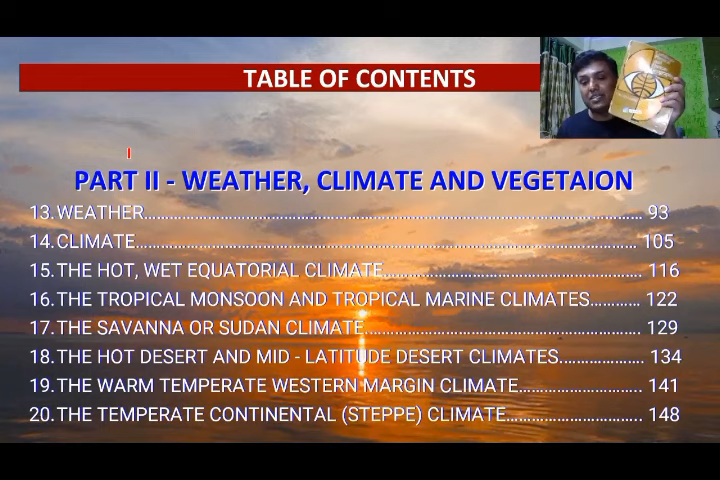 TABLE OF CONTENTS
PART II - WEATHER, CLIMATE AND VEGETAION
13. WEATHER........................................................................................................ 93
14. CLIMATE.......................................................................................................... 105
15. THE HOT, WET EQUATORIAL CLIMATE...................................................... 116
16. THE TROPICAL MONSOON AND TROPICAL MARINE CLIMATES............ 122
17. THE SAVANNA OR SUDAN CLIMATE.......................................................... 129
18. THE HOT DESERT AND MID - LATITUDE DESERT CLIMATES.................... 134
19. THE WARM TEMPERATE WESTERN MARGIN CLIMATE.......................... 141
20. THE TEMPERATE CONTINENTAL (STEPPE) CLIMATE............................. 148